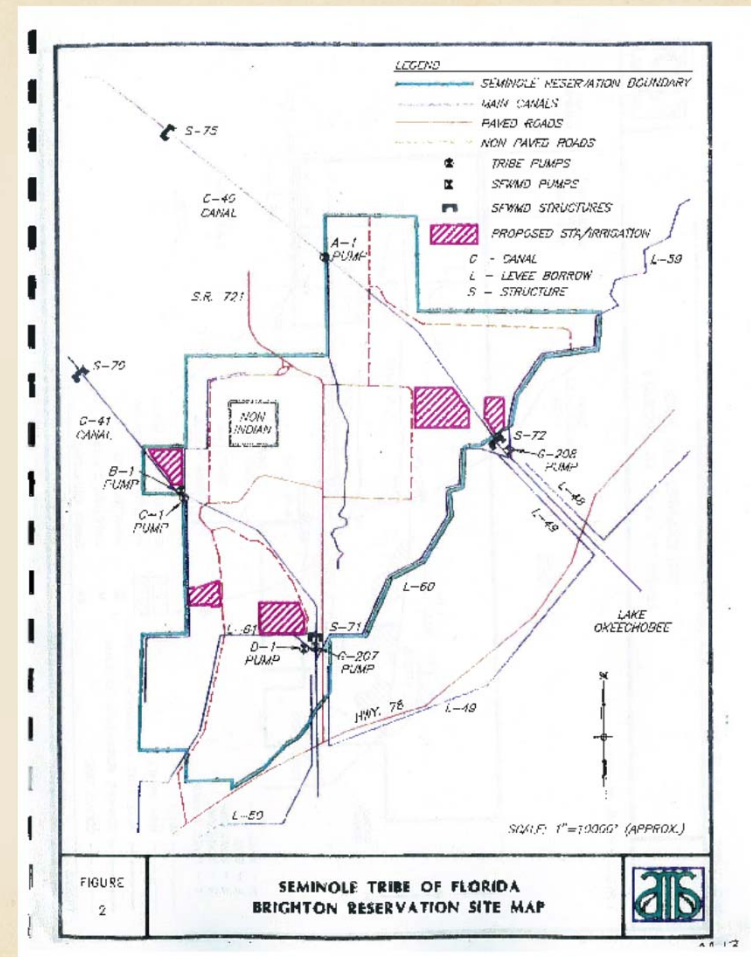 LEGEND
SEMINOLE RESERVATION BOUNDARY
MAIN CANALS
PAVED ROADS
NON PAVED ROADS
TRIBE PUMPS
SFWMD PUMPS
SFWMD STRUCTURES
PROPOSED STA/IRRIGATION
C - CANAL
L - LEVEE BORROW
S - STRUCTURE
S-75
C-40
CANAL
A-1
PUMP
L-59
S.R. 721
S-70
C-41
CANAL
NON
INDIAN
B-1
PUMP
C-1
PUMP
S-72
G-208
PUMP
L-48
L-49
L-60
LAKE
OKEECHOBEE
L-61
S-71
D-1
PUMP
G-207
PUMP
HWY. 78
L-49
L-50
SCALE: 1"=10000' (APPROX.)
FIGURE
2
SEMINOLE TRIBE OF FLORIDA
BRIGHTON RESERVATION SITE MAP